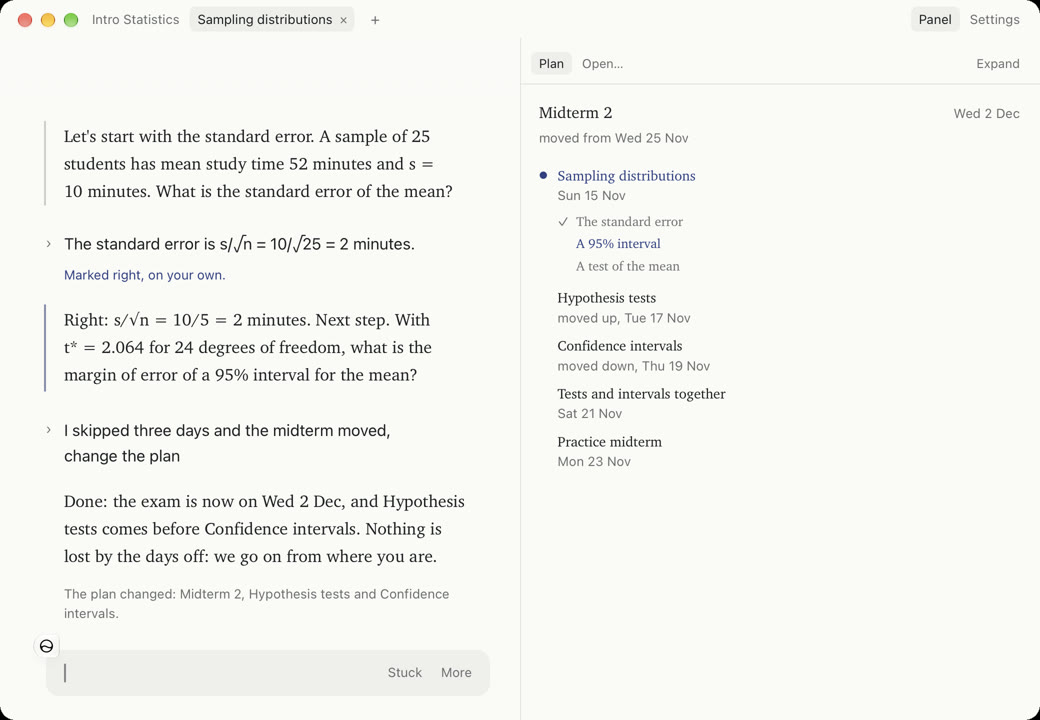 Intro Statistics
Sampling distributions ×
+
Panel
Settings
Let's start with the standard error. A sample of 25
students has mean study time 52 minutes and s =
10 minutes. What is the standard error of the mean?
› The standard error is s/√n = 10/√25 = 2 minutes.
Marked right, on your own.
Right: s/√n = 10/5 = 2 minutes. Next step. With
t* = 2.064 for 24 degrees of freedom, what is the
margin of error of a 95% interval for the mean?
› I skipped three days and the midterm moved,
change the plan
Done: the exam is now on Wed 2 Dec, and Hypothesis
tests comes before Confidence intervals. Nothing is
lost by the days off: we go on from where you are.
The plan changed: Midterm 2, Hypothesis tests and Confidence
intervals.
Stuck
More
Plan
Open...
Expand
Midterm 2
Wed 2 Dec
moved from Wed 25 Nov
Sampling distributions
Sun 15 Nov
✓ The standard error
A 95% interval
A test of the mean
Hypothesis tests
moved up, Tue 17 Nov
Confidence intervals
moved down, Thu 19 Nov
Tests and intervals together
Sat 21 Nov
Practice midterm
Mon 23 Nov